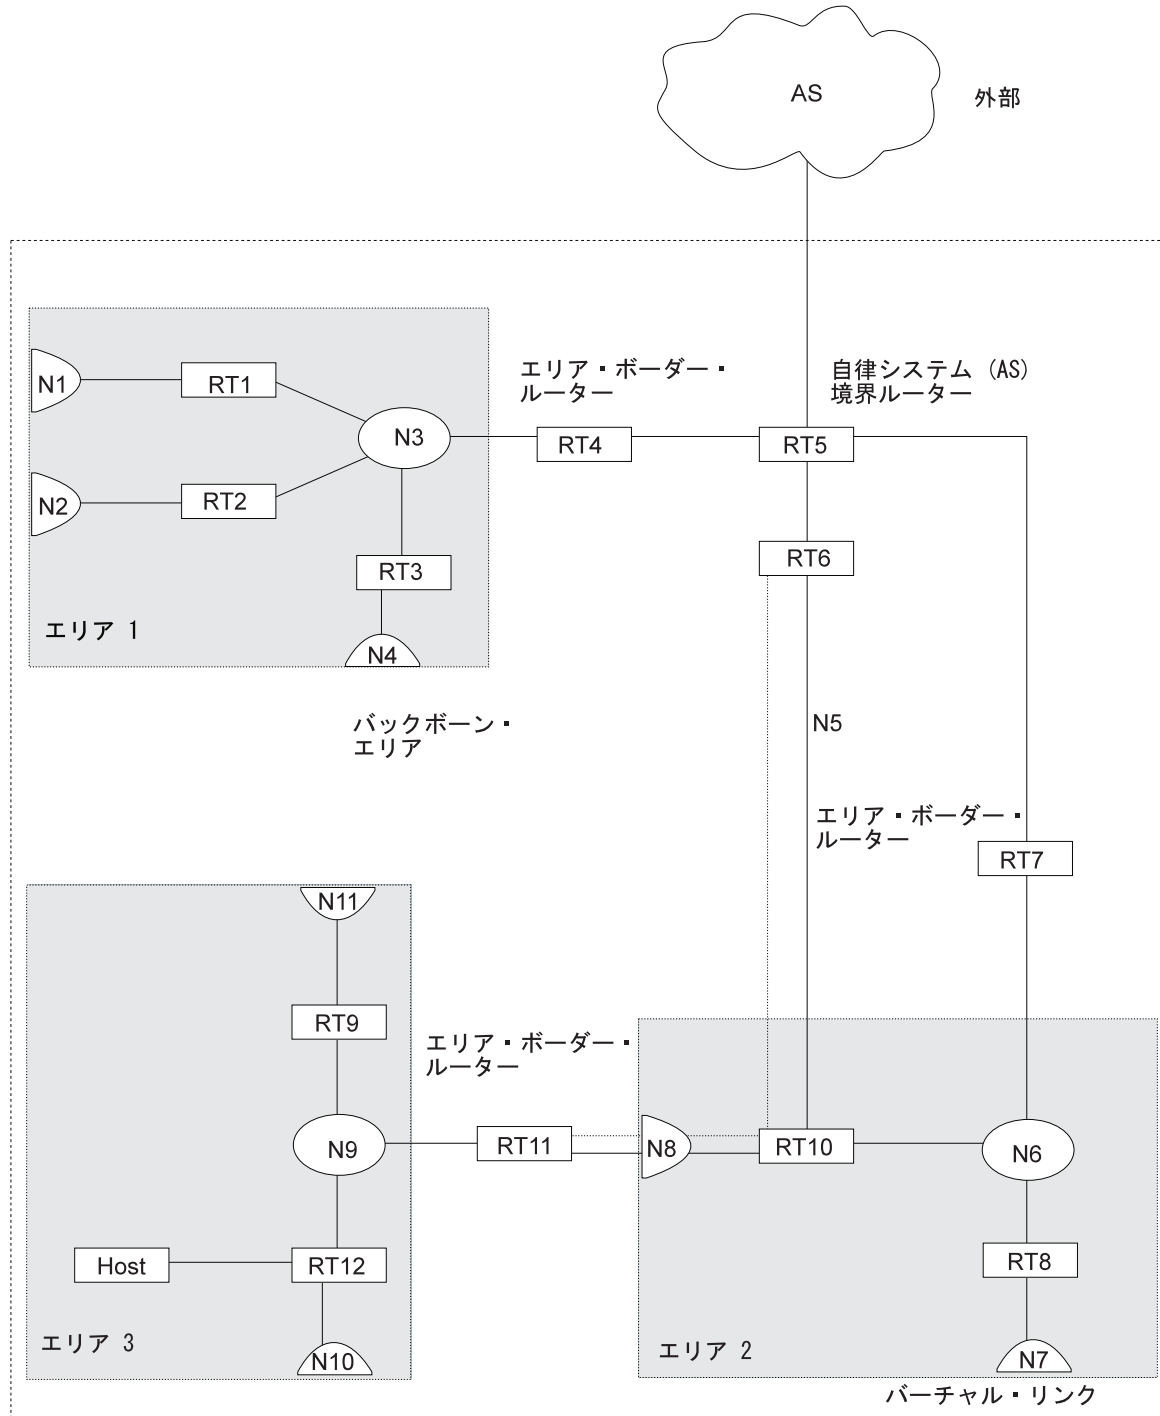 AS
外部
エリア・ボーダー・
ルーター
自律システム (AS)
境界ルーター
N1
RT1
N3
RT4
RT5
N2
RT2
RT6
RT3
エリア 1
N4
バックボーン・
エリア
N5
エリア・ボーダー・
ルーター
RT7
N11
RT9
エリア・ボーダー・
ルーター
N9
RT11
N8
RT10
N6
Host
RT12
RT8
エリア 3
N10
エリア 2
N7
バーチャル・リンク